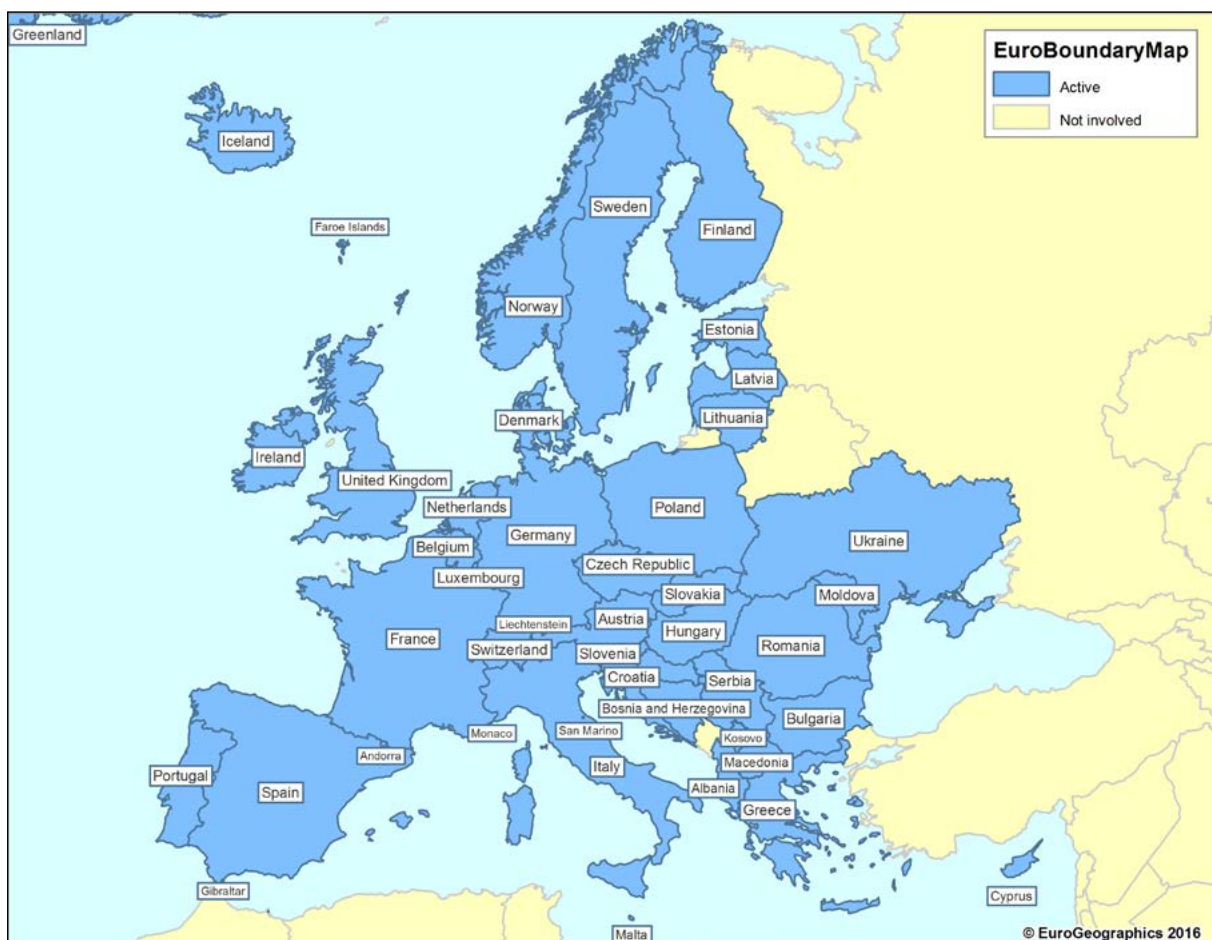 Greenland
EuroBoundaryMap
Active
Not involved
Iceland
Faroe Islands
Sweden
Finland
Norway
Estonia
Latvia
Lithuania
Denmark
Ireland
United Kingdom
Netherlands
Poland
Germany
Ukraine
Belgium
Czech Republic
Luxembourg
Slovakia
Moldova
Austria
Liechtenstein
Hungary
France
Romania
Switzerland
Slovenia
Croatia
Serbia
Bosnia and Herzegovina
Bulgaria
Monaco
San Marino
Kosovo
Andorra
Macedonia
Italy
Portugal
Spain
Albania
Greece
Gibraltar
Cyprus
Malta
© EuroGeographics 2016